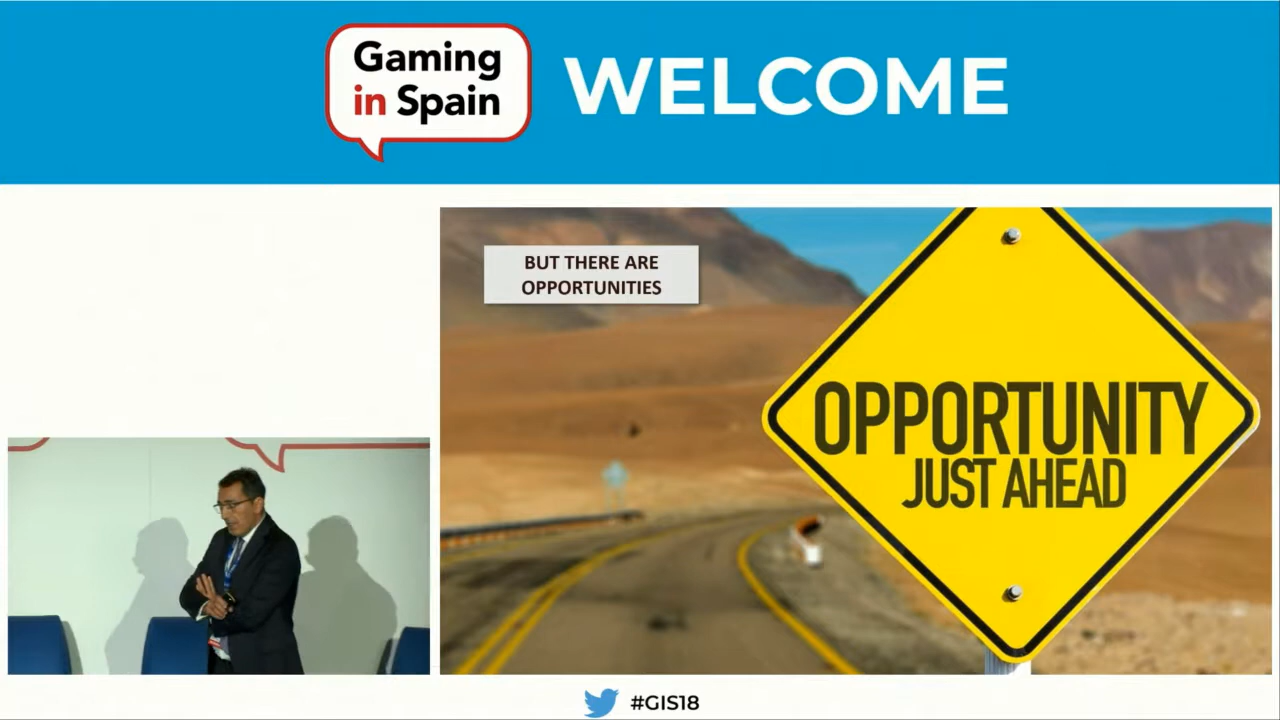 Gaming
in Spain
WELCOME
BUT THERE ARE
OPPORTUNITIES
OPPORTUNITY
JUST AHEAD
#GIS18